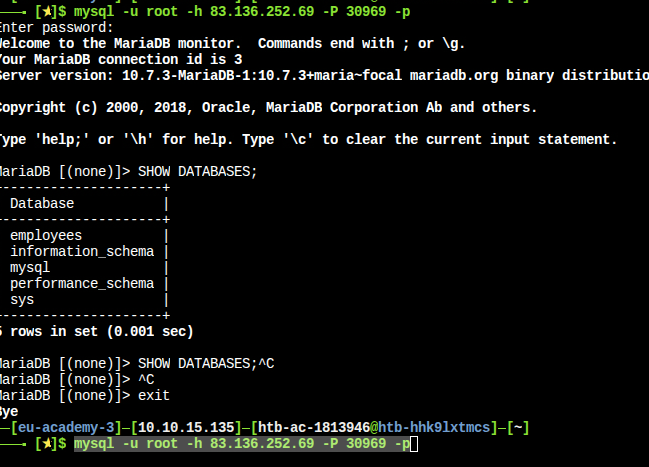 [★]$ mysql -u root -h 83.136.252.69 -P 30969 -p
Enter password:
Welcome to the MariaDB monitor.  Commands end with ; or \g.
Your MariaDB connection id is 3
Server version: 10.7.3-MariaDB-1:10.7.3+maria~focal mariadb.org binary distributio

Copyright (c) 2000, 2018, Oracle, MariaDB Corporation Ab and others.

Type 'help;' or '\h' for help. Type '\c' to clear the current input statement.

MariaDB [(none)]> SHOW DATABASES;
--------------------+
 Database           |
--------------------+
 employees          |
 information_schema |
 mysql              |
 performance_schema |
 sys                |
--------------------+
5 rows in set (0.001 sec)

MariaDB [(none)]> SHOW DATABASES;^C
MariaDB [(none)]> ^C
MariaDB [(none)]> exit
Bye
─[eu-academy-3]─[10.10.15.135]─[htb-ac-1813946@htb-hhk9lxtmcs]─[~]
[★]$ mysql -u root -h 83.136.252.69 -P 30969 -p